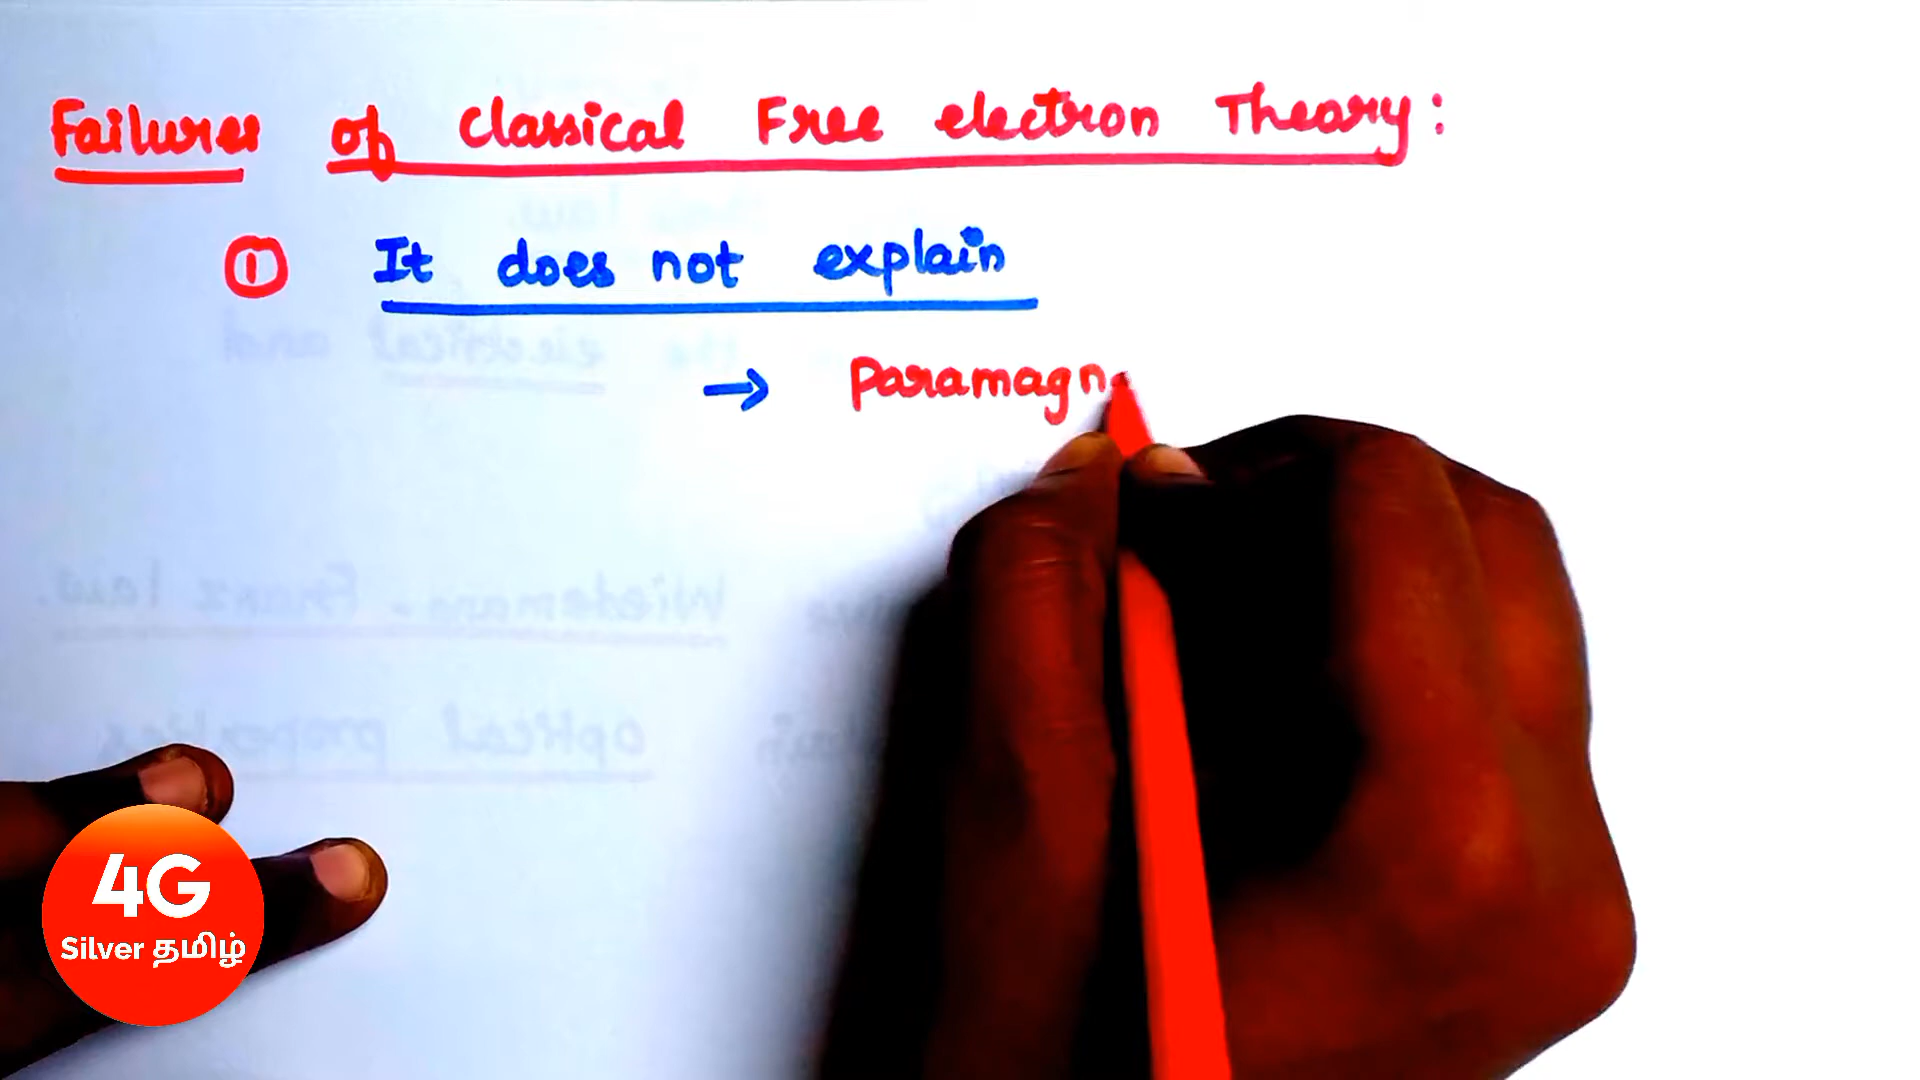 Failures of classical Free electron Theory:
① It does not explain
→ Paramagn
4G
Silver தமிழ்